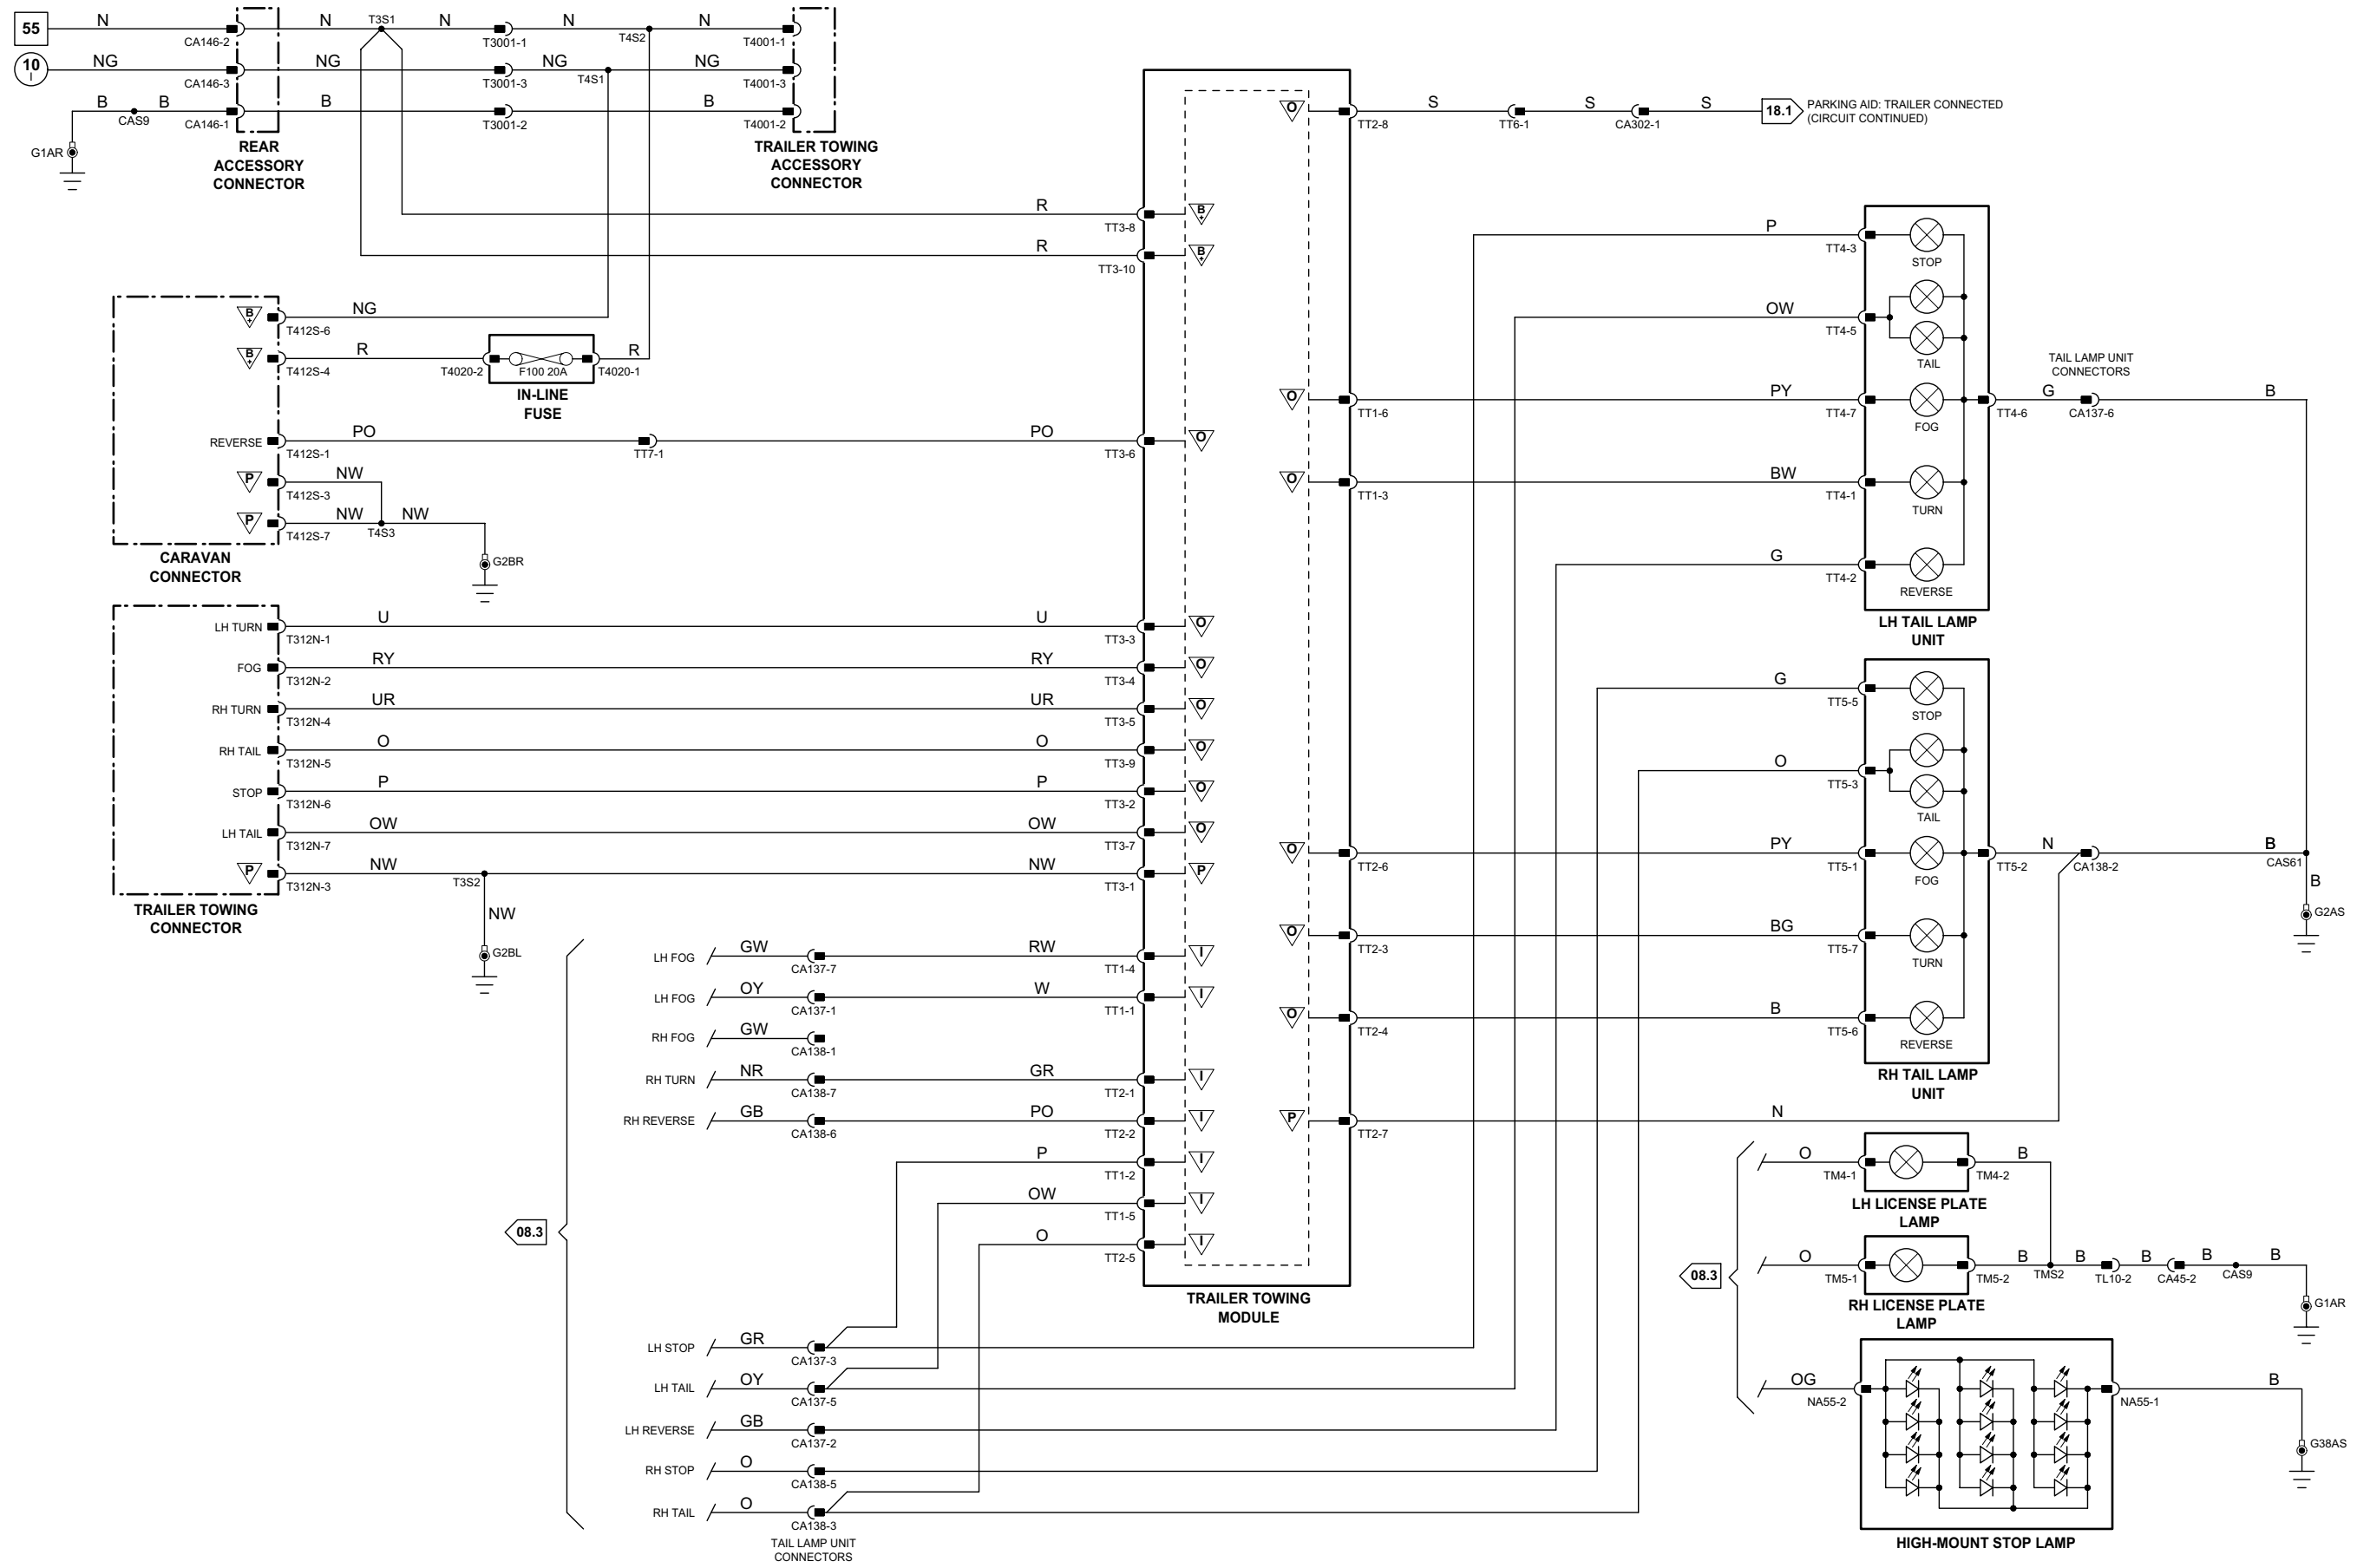 55
N
CA146-2
N
T3S1
N
T3001-1
N
T4S2
N
T4001-1
10
I
NG
CA146-3
NG
T3001-3
NG
T4S1
NG
T4001-3
B
CAS9
B
CA146-1
B
T3001-2
B
T4001-2
G1AR
REAR
ACCESSORY
CONNECTOR
TRAILER TOWING
ACCESSORY
CONNECTOR
R
TT3-8
B+
R
TT3-10
B+
B+
T412S-6
NG
B+
T412S-4
R
T4020-2
F100 20A
T4020-1
R
IN-LINE
FUSE
REVERSE
T412S-1
PO
TT7-1
PO
TT3-6
O
P
T412S-3
NW
P
T412S-7
NW
T4S3
NW
G2BR
CARAVAN
CONNECTOR
LH TURN
T312N-1
U
U
TT3-3
O
FOG
T312N-2
RY
RY
TT3-4
O
RH TURN
T312N-4
UR
UR
TT3-5
O
RH TAIL
T312N-5
O
O
TT3-9
O
STOP
T312N-6
P
P
TT3-2
O
LH TAIL
T312N-7
OW
OW
TT3-7
O
P
T312N-3
NW
T3S2
NW
TT3-1
P
NW
G2BL
TRAILER TOWING
CONNECTOR
08.3
LH FOG
GW
CA137-7
RW
TT1-4
I
LH FOG
OY
CA137-1
W
TT1-1
I
RH FOG
GW
CA138-1
RH TURN
NR
CA138-7
GR
TT2-1
I
RH REVERSE
GB
CA138-6
PO
TT2-2
I
P
TT1-2
I
OW
TT1-5
I
O
TT2-5
I
TRAILER TOWING
MODULE
LH STOP
GR
CA137-3
LH TAIL
OY
CA137-5
LH REVERSE
GB
CA137-2
RH STOP
O
CA138-5
RH TAIL
O
CA138-3
TAIL LAMP UNIT
CONNECTORS
O
TT2-8
S
TT6-1
S
CA302-1
S
18.1
PARKING AID: TRAILER CONNECTED
(CIRCUIT CONTINUED)
P
TT4-3
STOP
OW
TT4-5
TAIL
O
TT1-6
PY
TT4-7
FOG
TT4-6
G
TAIL LAMP UNIT
CONNECTORS
CA137-6
B
O
TT1-3
BW
TT4-1
TURN
G
TT4-2
REVERSE
LH TAIL LAMP
UNIT
G
TT5-5
STOP
O
TT5-3
TAIL
O
TT2-6
PY
TT5-1
FOG
TT5-2
N
CA138-2
B
CAS61
B
G2AS
O
TT2-3
BG
TT5-7
TURN
O
TT2-4
B
TT5-6
REVERSE
RH TAIL LAMP
UNIT
P
TT2-7
N
08.3
O
TM4-1
TM4-2
B
LH LICENSE PLATE
LAMP
O
TM5-1
TM5-2
B
TMS2
B
TL10-2
B
CA45-2
B
CAS9
B
G1AR
RH LICENSE PLATE
LAMP
OG
NA55-2
NA55-1
B
G38AS
HIGH-MOUNT STOP LAMP